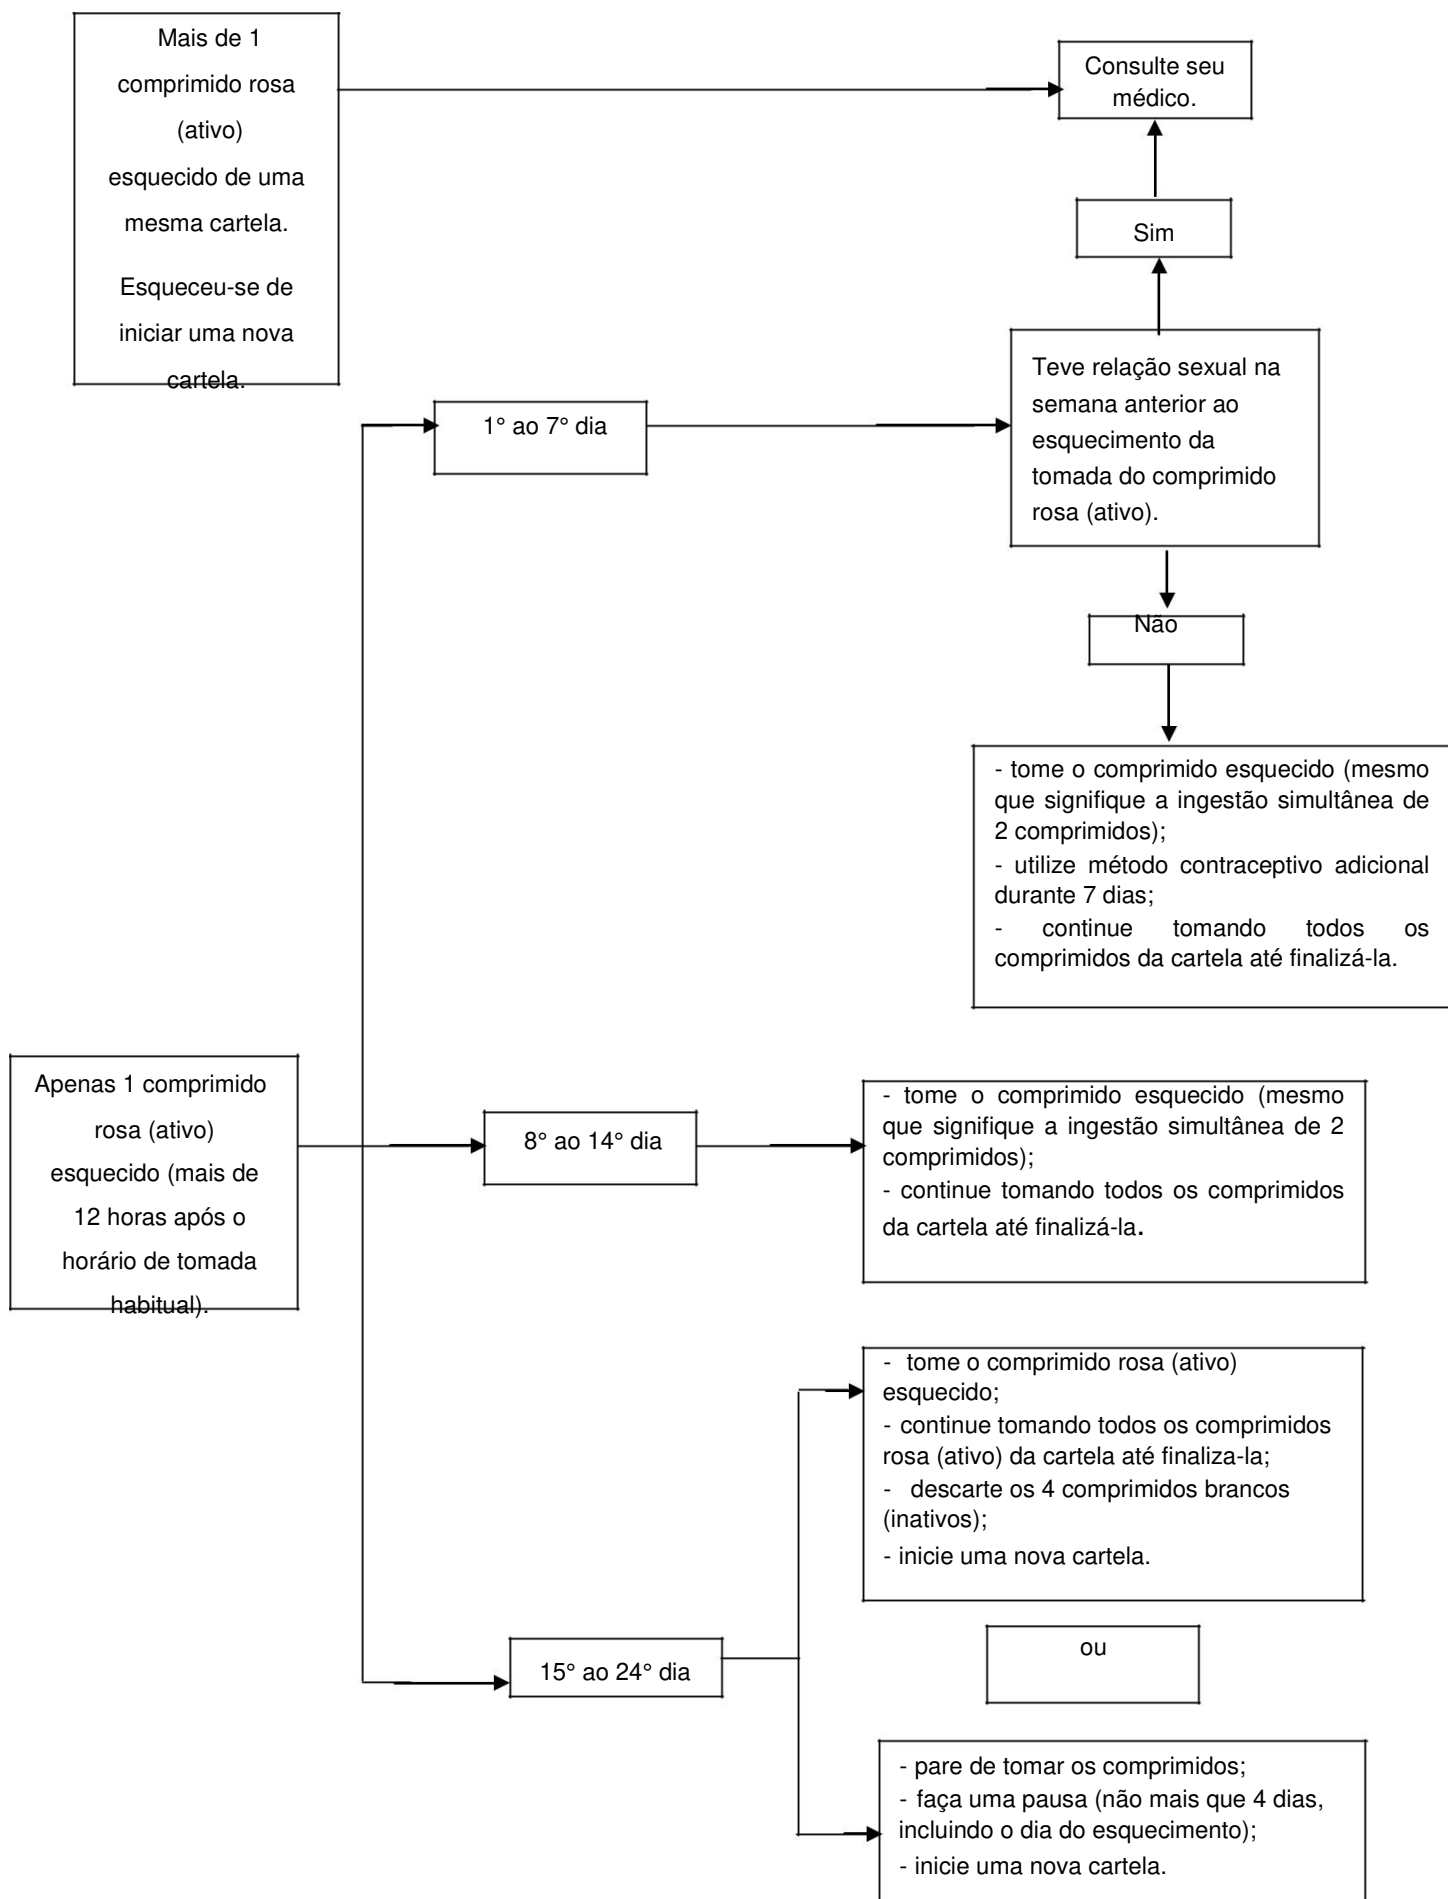 Mais de 1
comprimido rosa
(ativo)
esquecido de uma
mesma cartela.
Esqueceu-se de
iniciar uma nova
cartela.
Consulte seu
médico.
Sim
Teve relação sexual na
semana anterior ao
esquecimento da
tomada do comprimido
rosa (ativo).
1° ao 7° dia
Não
- tome o comprimido esquecido (mesmo
que signifique a ingestão simultânea de
2 comprimidos);
- utilize método contraceptivo adicional
durante 7 dias;
- continue tomando todos os
comprimidos da cartela até finalizá-la.
Apenas 1 comprimido
rosa (ativo)
esquecido (mais de
12 horas após o
horário de tomada
habitual).
8° ao 14° dia
- tome o comprimido esquecido (mesmo
que signifique a ingestão simultânea de 2
comprimidos);
- continue tomando todos os comprimidos
da cartela até finalizá-la.
15° ao 24° dia
- tome o comprimido rosa (ativo)
esquecido;
- continue tomando todos os comprimidos
rosa (ativo) da cartela até finaliza-la;
- descarte os 4 comprimidos brancos
(inativos);
- inicie uma nova cartela.
ou
- pare de tomar os comprimidos;
- faça uma pausa (não mais que 4 dias,
incluindo o dia do esquecimento);
- inicie uma nova cartela.